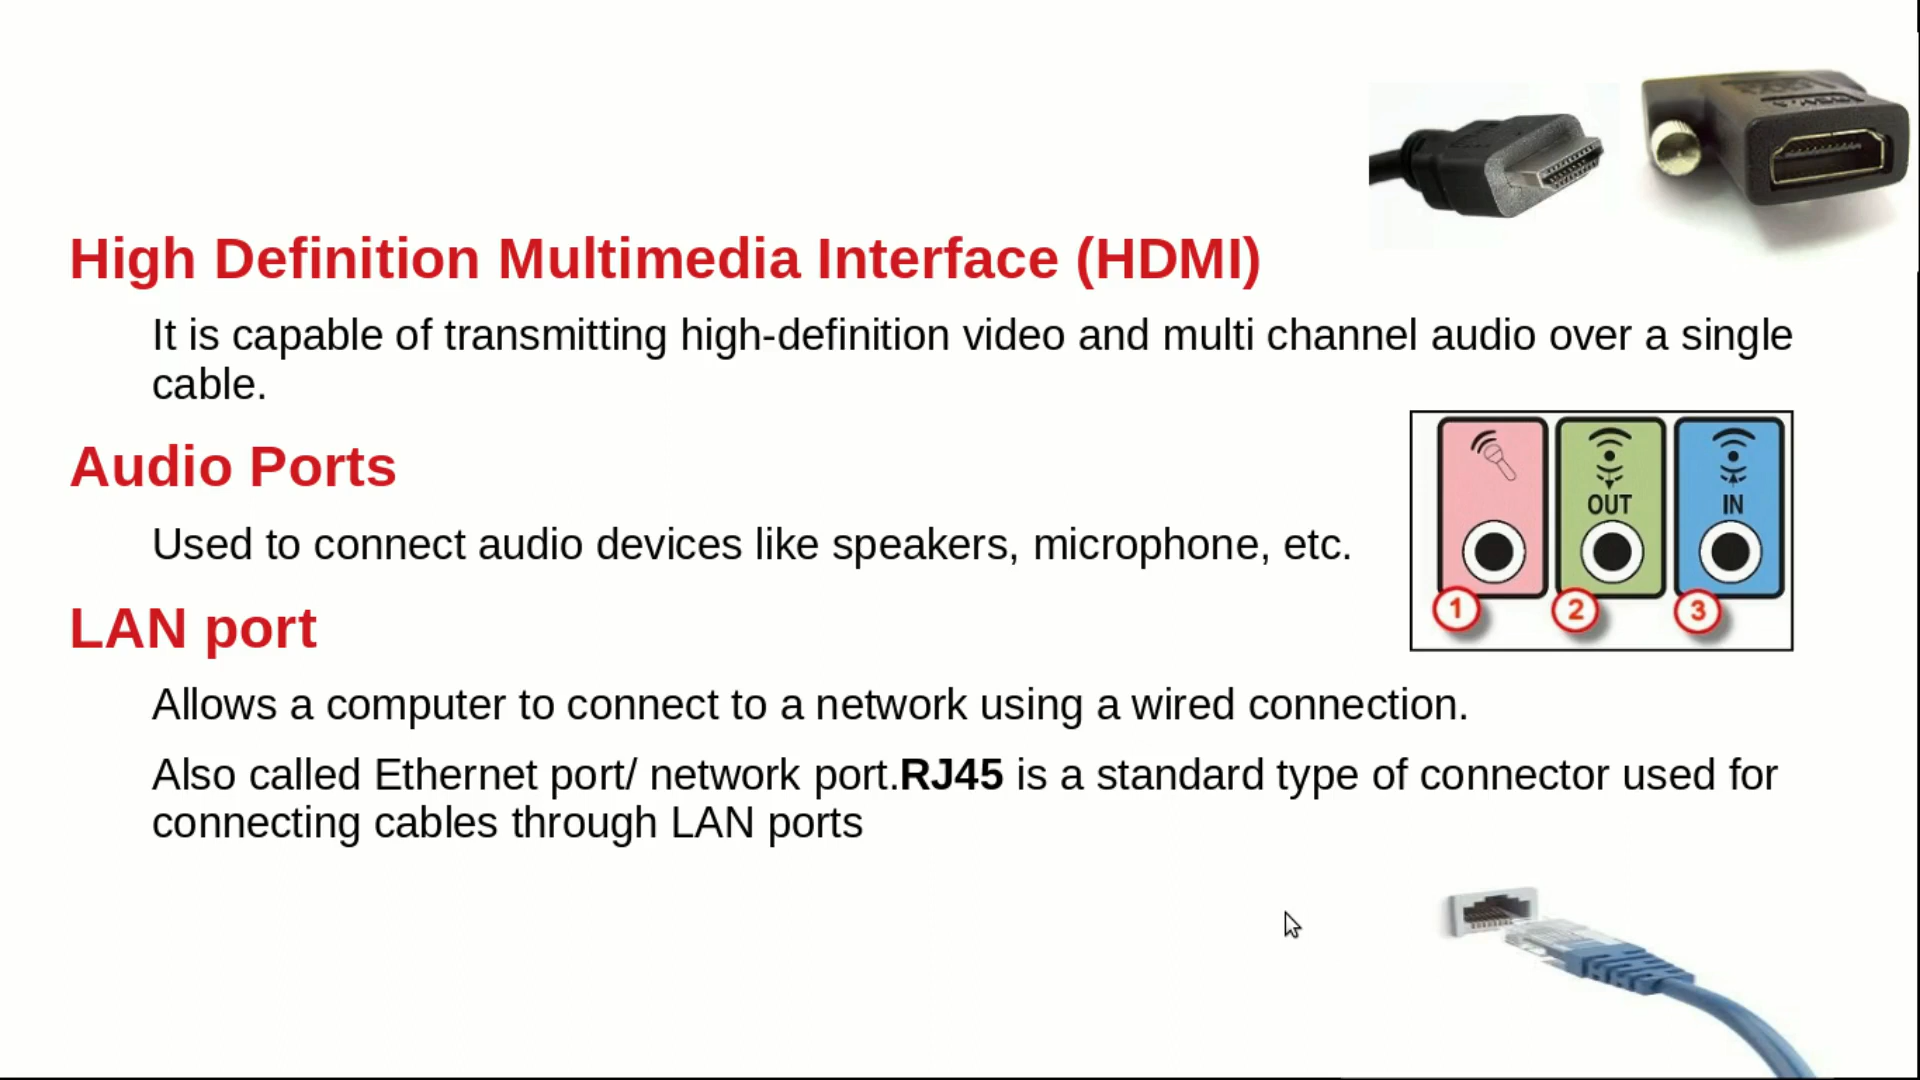 High Definition Multimedia Interface (HDMI)
It is capable of transmitting high-definition video and multi channel audio over a single
cable.
Audio Ports
Used to connect audio devices like speakers, microphone, etc.
OUT
IN
1
2
3
LAN port
Allows a computer to connect to a network using a wired connection.
Also called Ethernet port/ network port.RJ45 is a standard type of connector used for
connecting cables through LAN ports